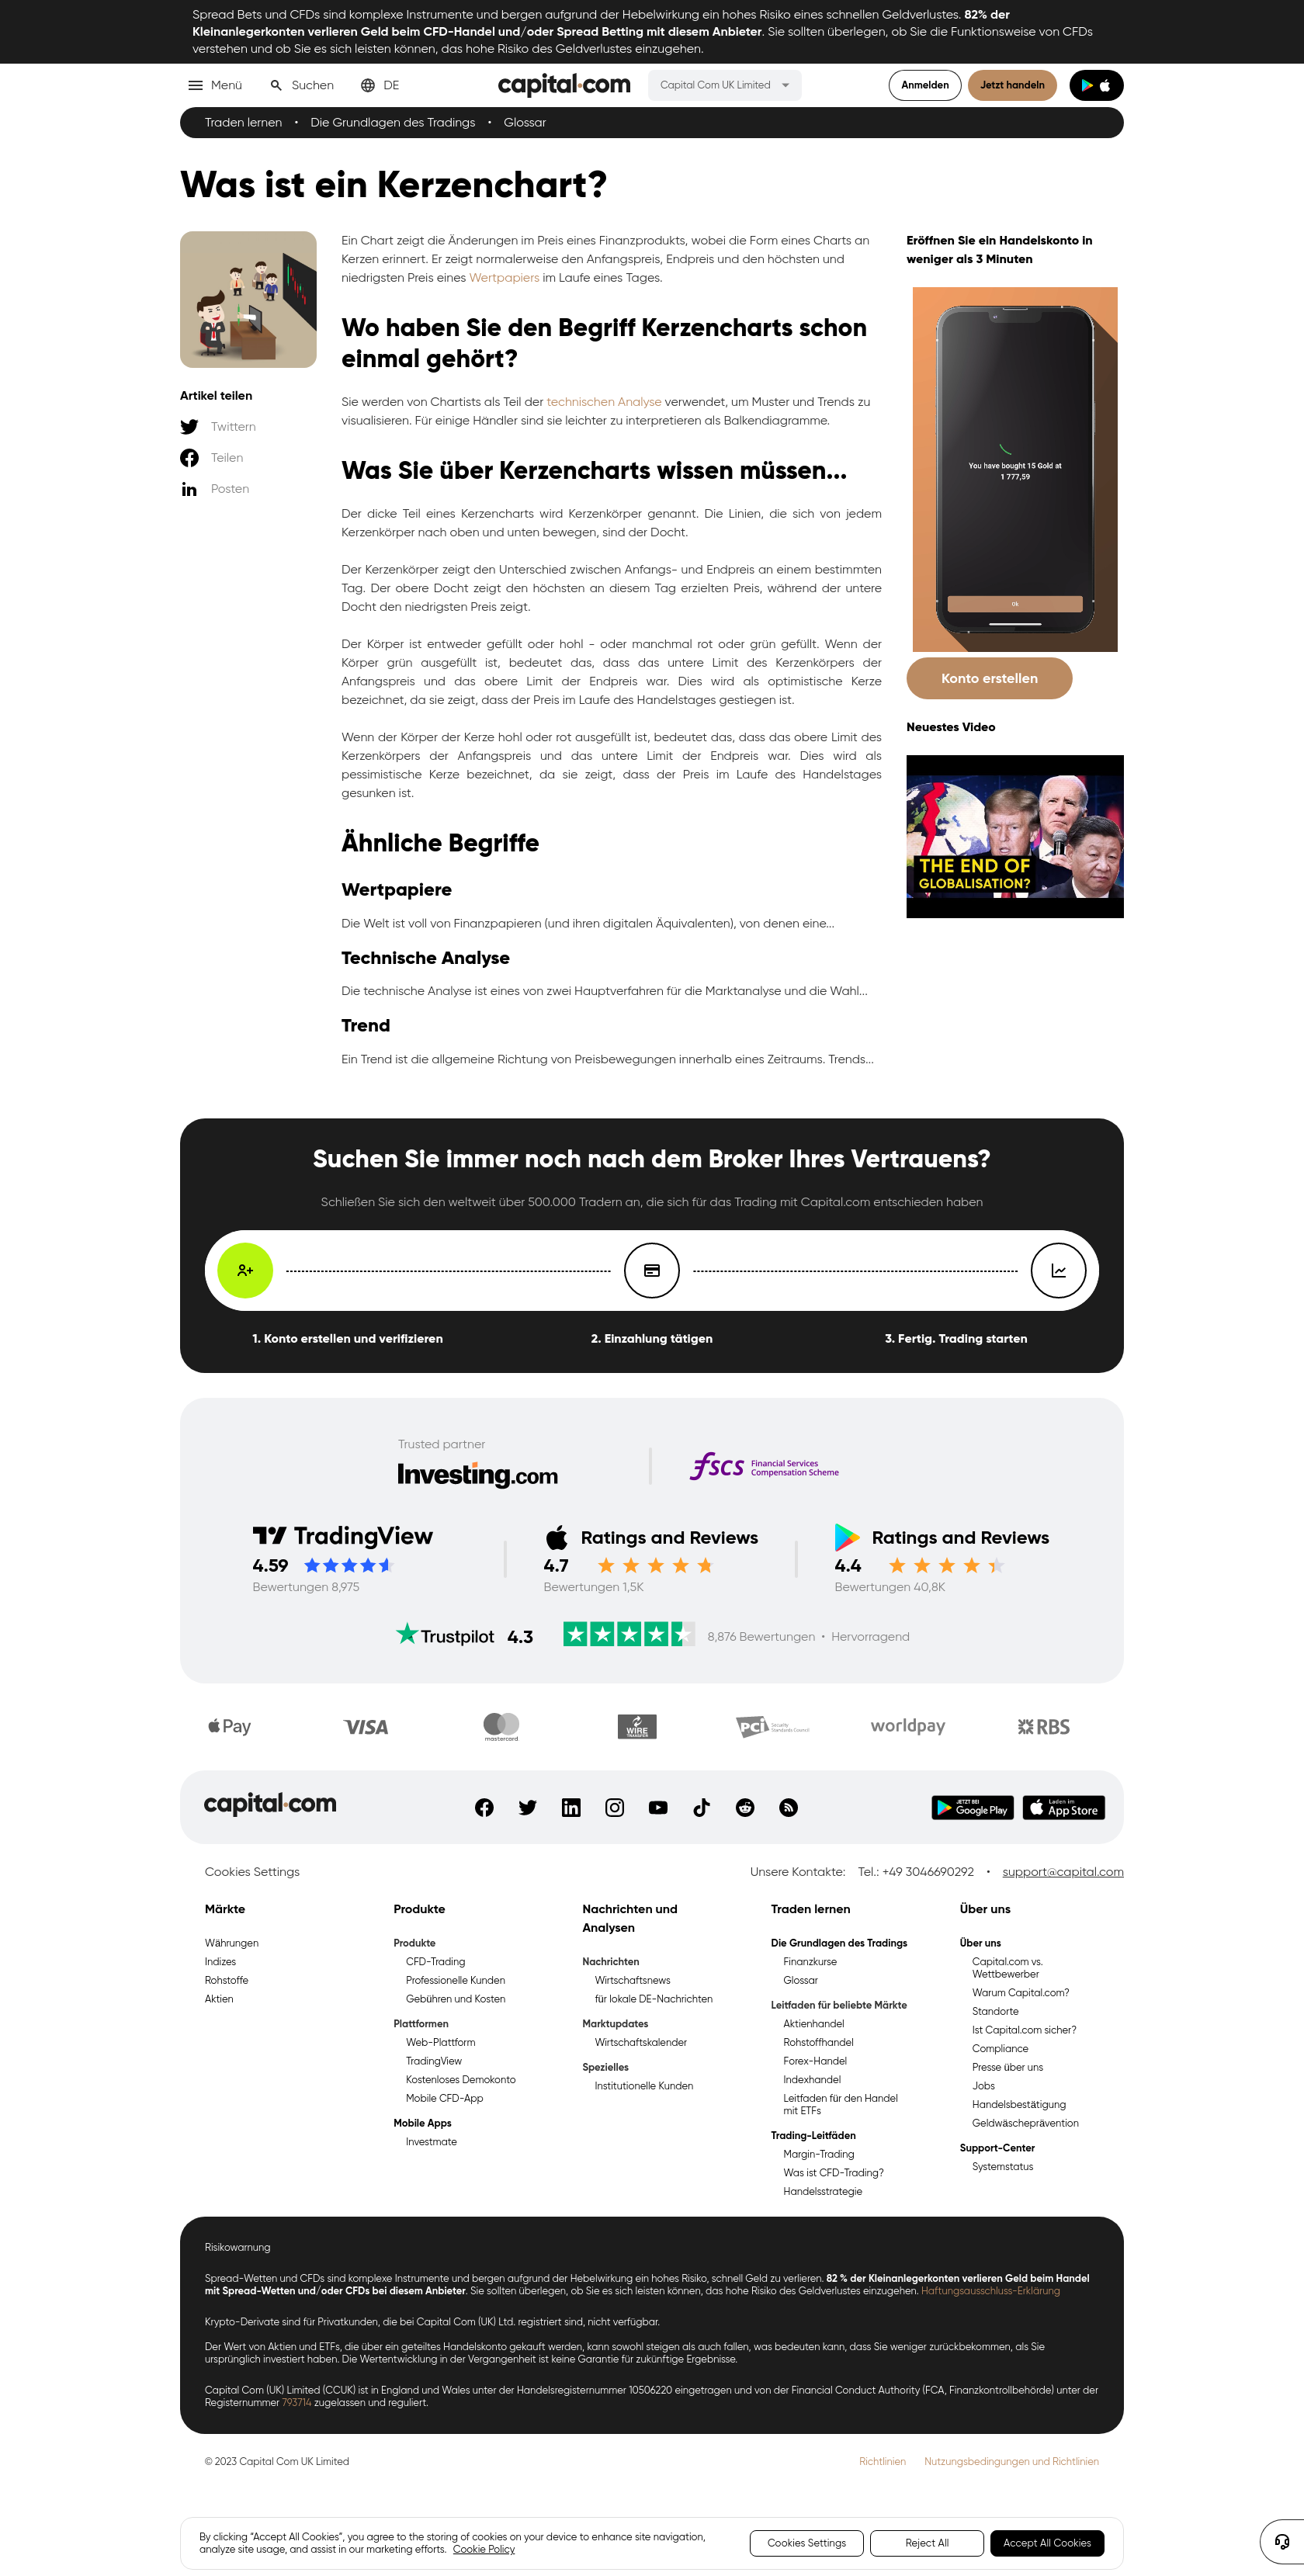 Spread Bets und CFDs sind komplexe Instrumente und bergen aufgrund der Hebelwirkung ein hohes Risiko eines schnellen Geldverlustes. 82% der
Kleinanlegerkonten verlieren Geld beim CFD-Handel und/oder Spread Betting mit diesem Anbieter. Sie sollten überlegen, ob Sie die Funktionsweise von CFDs
verstehen und ob Sie es sich leisten können, das hohe Risiko des Geldverlustes einzugehen.
Menü Suchen DE capital.com Capital Com UK Limited Anmelden Jetzt handeln
Traden lernen • Die Grundlagen des Tradings • Glossar
Was ist ein Kerzenchart?
Artikel teilen
Twittern
Teilen
Posten
Ein Chart zeigt die Änderungen im Preis eines Finanzprodukts, wobei die Form eines Charts an
Kerzen erinnert. Er zeigt normalerweise den Anfangspreis, Endpreis und den höchsten und
niedrigsten Preis eines Wertpapiers im Laufe eines Tages.
Wo haben Sie den Begriff Kerzencharts schon
einmal gehört?
Sie werden von Chartists als Teil der technischen Analyse verwendet, um Muster und Trends zu
visualisieren. Für einige Händler sind sie leichter zu interpretieren als Balkendiagramme.
Was Sie über Kerzencharts wissen müssen...
Der dicke Teil eines Kerzencharts wird Kerzenkörper genannt. Die Linien, die sich von jedem
Kerzenkörper nach oben und unten bewegen, sind der Docht.
Der Kerzenkörper zeigt den Unterschied zwischen Anfangs- und Endpreis an einem bestimmten
Tag. Der obere Docht zeigt den höchsten an diesem Tag erzielten Preis, während der untere
Docht den niedrigsten Preis zeigt.
Der Körper ist entweder gefüllt oder hohl - oder manchmal rot oder grün gefüllt. Wenn der
Körper grün ausgefüllt ist, bedeutet das, dass das untere Limit des Kerzenkörpers der
Anfangspreis und das obere Limit der Endpreis war. Dies wird als optimistische Kerze
bezeichnet, da sie zeigt, dass der Preis im Laufe des Handelstages gestiegen ist.
Wenn der Körper der Kerze hohl oder rot ausgefüllt ist, bedeutet das, dass das obere Limit des
Kerzenkörpers der Anfangspreis und das untere Limit der Endpreis war. Dies wird als
pessimistische Kerze bezeichnet, da sie zeigt, dass der Preis im Laufe des Handelstages
gesunken ist.
Ähnliche Begriffe
Wertpapiere
Die Welt ist voll von Finanzpapieren (und ihren digitalen Äquivalenten), von denen eine...
Technische Analyse
Die technische Analyse ist eines von zwei Hauptverfahren für die Marktanalyse und die Wahl...
Trend
Ein Trend ist die allgemeine Richtung von Preisbewegungen innerhalb eines Zeitraums. Trends...
Eröffnen Sie ein Handelskonto in
weniger als 3 Minuten
You have bought 15 Gold at
1 777,59
Ok
Konto erstellen
Neuestes Video
THE END OF
GLOBALISATION?
Suchen Sie immer noch nach dem Broker Ihres Vertrauens?
Schließen Sie sich den weltweit über 500.000 Tradern an, die sich für das Trading mit Capital.com entschieden haben
1. Konto erstellen und verifizieren 2. Einzahlung tätigen 3. Fertig. Trading starten
Trusted partner
Investing.com
fscs Financial Services
Compensation Scheme
TradingView
4.59
Bewertungen 8,975
Ratings and Reviews
4.7
Bewertungen 1,5K
Ratings and Reviews
4.4
Bewertungen 40,8K
Trustpilot 4.3 8,876 Bewertungen • Hervorragend
Pay VISA mastercard. WIRE TRANSFER PCI Security Standards Council worldpay RBS
capital.com JETZT BEI Google Play Laden im App Store
Cookies Settings Unsere Kontakte: Tel.: +49 3046690292 • support@capital.com
Märkte
Währungen
Indizes
Rohstoffe
Aktien
Produkte
Produkte
CFD-Trading
Professionelle Kunden
Gebühren und Kosten
Plattformen
Web-Plattform
TradingView
Kostenloses Demokonto
Mobile CFD-App
Mobile Apps
Investmate
Nachrichten und
Analysen
Nachrichten
Wirtschaftsnews
für lokale DE-Nachrichten
Marktupdates
Wirtschaftskalender
Spezielles
Institutionelle Kunden
Traden lernen
Die Grundlagen des Tradings
Finanzkurse
Glossar
Leitfaden für beliebte Märkte
Aktienhandel
Rohstoffhandel
Forex-Handel
Indexhandel
Leitfaden für den Handel
mit ETFs
Trading-Leitfäden
Margin-Trading
Was ist CFD-Trading?
Handelsstrategie
Über uns
Über uns
Capital.com vs.
Wettbewerber
Warum Capital.com?
Standorte
Ist Capital.com sicher?
Compliance
Presse über uns
Jobs
Handelsbestätigung
Geldwäscheprävention
Support-Center
Systemstatus
Risikowarnung
Spread-Wetten und CFDs sind komplexe Instrumente und bergen aufgrund der Hebelwirkung ein hohes Risiko, schnell Geld zu verlieren. 82 % der Kleinanlegerkonten verlieren Geld beim Handel
mit Spread-Wetten und/oder CFDs bei diesem Anbieter. Sie sollten überlegen, ob Sie es sich leisten können, das hohe Risiko des Geldverlustes einzugehen. Haftungsausschluss-Erklärung
Krypto-Derivate sind für Privatkunden, die bei Capital Com (UK) Ltd. registriert sind, nicht verfügbar.
Der Wert von Aktien und ETFs, die über ein geteiltes Handelskonto gekauft werden, kann sowohl steigen als auch fallen, was bedeuten kann, dass Sie weniger zurückbekommen, als Sie
ursprünglich investiert haben. Die Wertentwicklung in der Vergangenheit ist keine Garantie für zukünftige Ergebnisse.
Capital Com (UK) Limited (CCUK) ist in England und Wales unter der Handelsregisternummer 10506220 eingetragen und von der Financial Conduct Authority (FCA, Finanzkontrollbehörde) unter der
Registernummer 793714 zugelassen und reguliert.
© 2023 Capital Com UK Limited Richtlinien Nutzungsbedingungen und Richtlinien
By clicking “Accept All Cookies”, you agree to the storing of cookies on your device to enhance site navigation,
analyze site usage, and assist in our marketing efforts. Cookie Policy
Cookies Settings Reject All Accept All Cookies